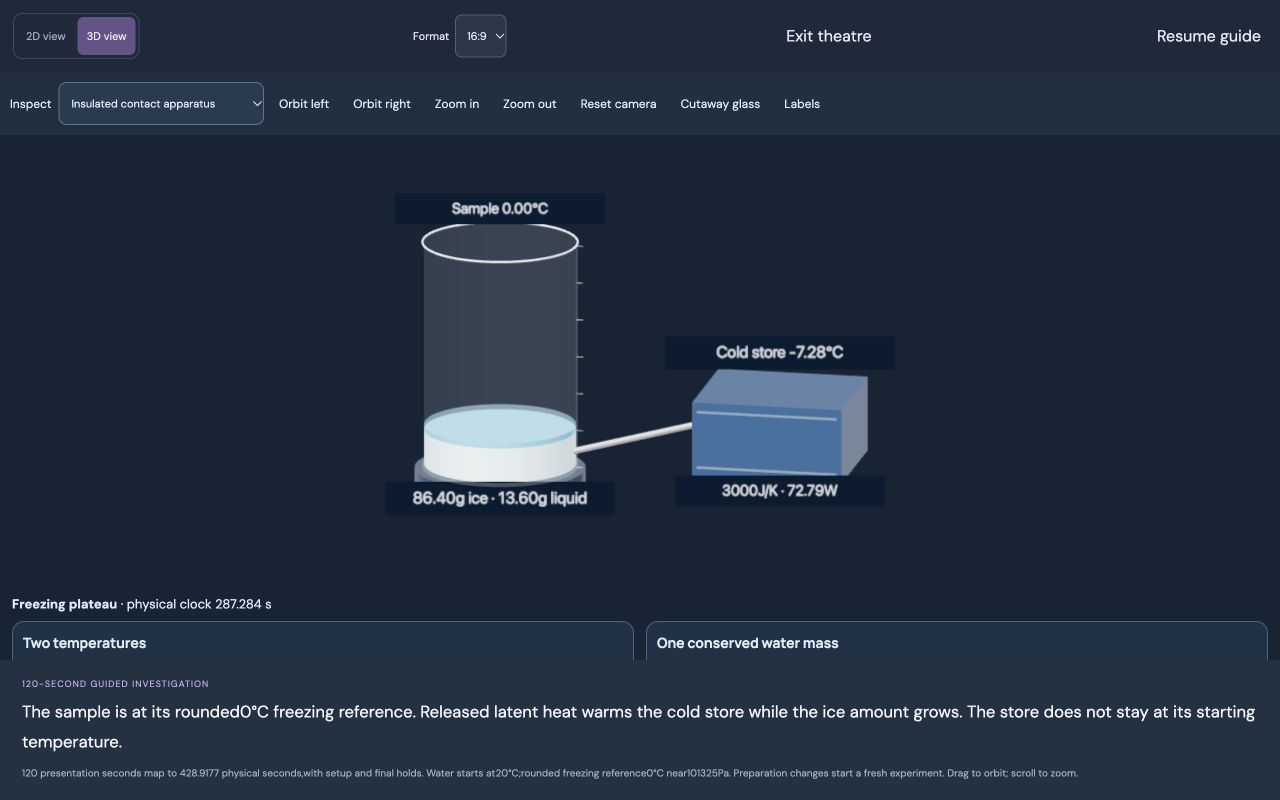 2D view
3D view
Format
16:9
Exit theatre
Resume guide
Inspect
Insulated contact apparatus
Orbit left
Orbit right
Zoom in
Zoom out
Reset camera
Cutaway glass
Labels
Sample 0.00°C
Cold store -7.28°C
86.40g ice · 13.60g liquid
3000J/K · 72.79W
Freezing plateau · physical clock 287.284 s
Two temperatures
One conserved water mass
120-SECOND GUIDED INVESTIGATION
The sample is at its rounded0°C freezing reference. Released latent heat warms the cold store while the ice amount grows. The store does not stay at its starting
temperature.
120 presentation seconds map to 428.9177 physical seconds,with setup and final holds. Water starts at20°C;rounded freezing reference0°C near101325Pa. Preparation changes start a fresh experiment. Drag to orbit; scroll to zoom.